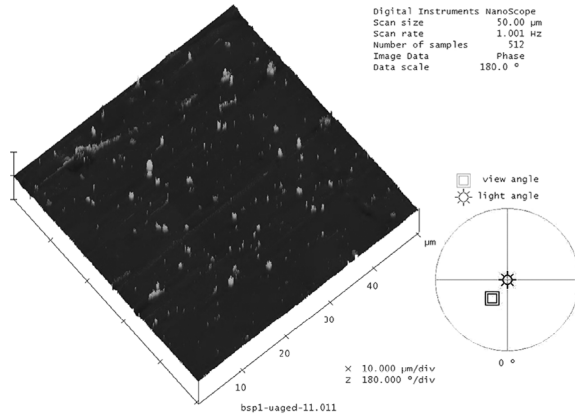 Digital Instruments NanoScope
Scan size 50.00 µm
Scan rate 1.001 Hz
Number of samples 512
Image Data Phase
Data scale 180.0 º
view angle
light angle
µm
40
30
20
10
0 º
X 10.000 µm/div
Z 180.000 º/div
bsp1-uaged-11.011